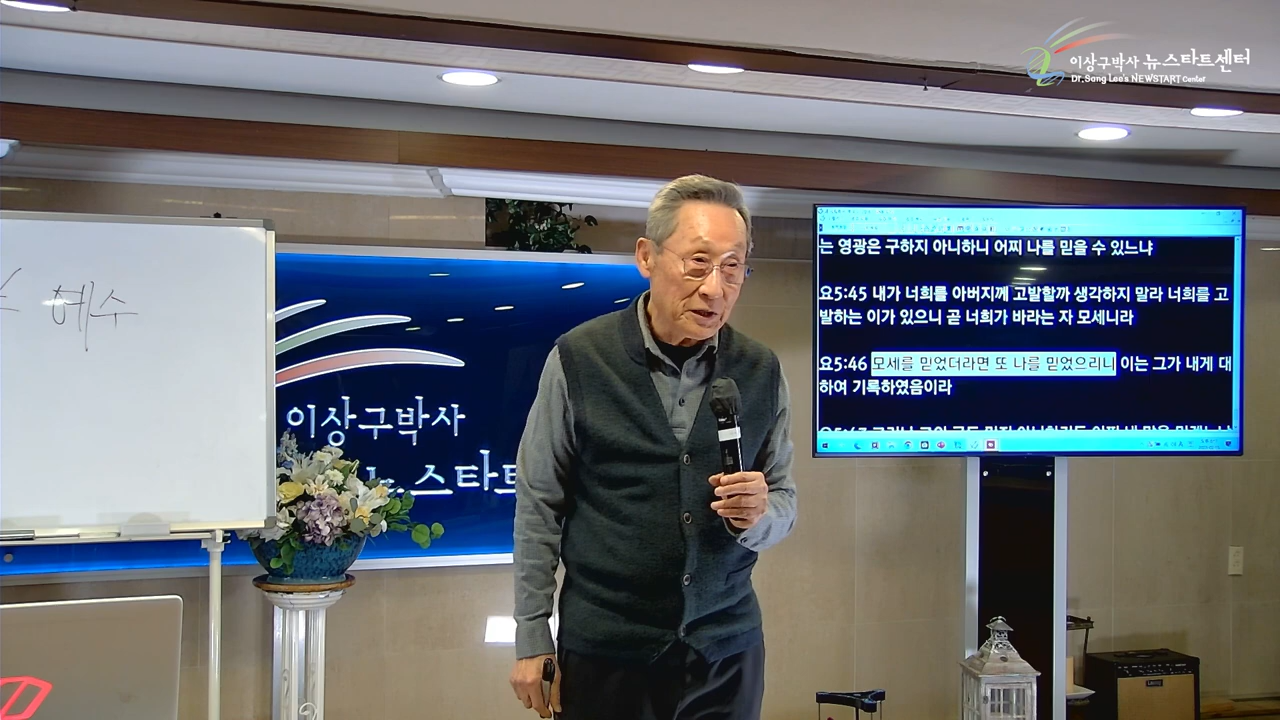 이상구박사 뉴스타트센터
Dr. Sang Lee's NEWSTART Center
예수
이상구박사
뉴스타트
는 영광은 구하지 아니하니 어찌 나를 믿을 수 있느냐
요5:45 내가 너희를 아버지께 고발할까 생각하지 말라 너희를 고
발하는 이가 있으니 곧 너희가 바라는 자 모세니라
요5:46 모세를 믿었더라면 또 나를 믿었으리니 이는 그가 내게 대
하여 기록하였음이라